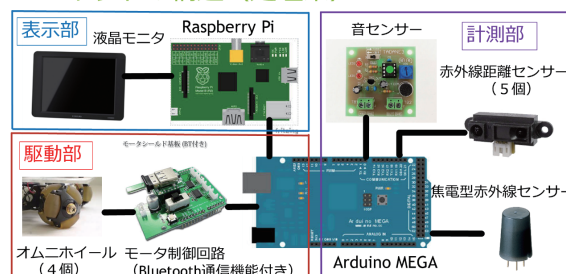 表示部
液晶モニタ
Raspberry Pi
音センサー
計測部
赤外線距離センサー
（５個）
駆動部
モータシールド基板 (BT付き)
焦電型赤外線センサー
オムニホイール
（４個）
モータ制御回路
(Bluetooth通信機能付き)
Arduino MEGA